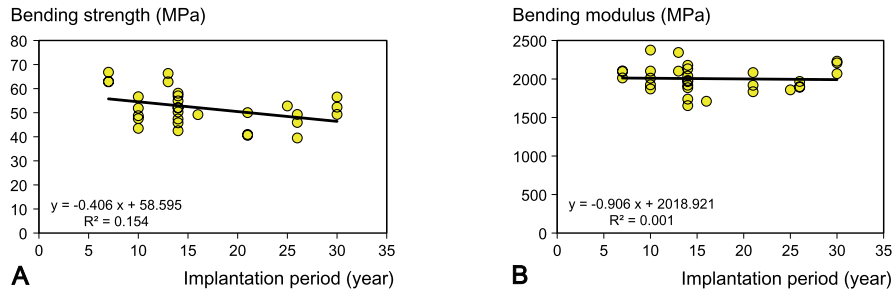 Bending strength (MPa)
80
70
60
50
40
30
20
10
0
y = -0.406 x + 58.595
R² = 0.154
0 5 10 15 20 25 30 35
A Implantation period (year)
Bending modulus (MPa)
2500
2000
1500
1000
500
0
y = -0.906 x + 2018.921
R² = 0.001
0 5 10 15 20 25 30 35
B Implantation period (year)